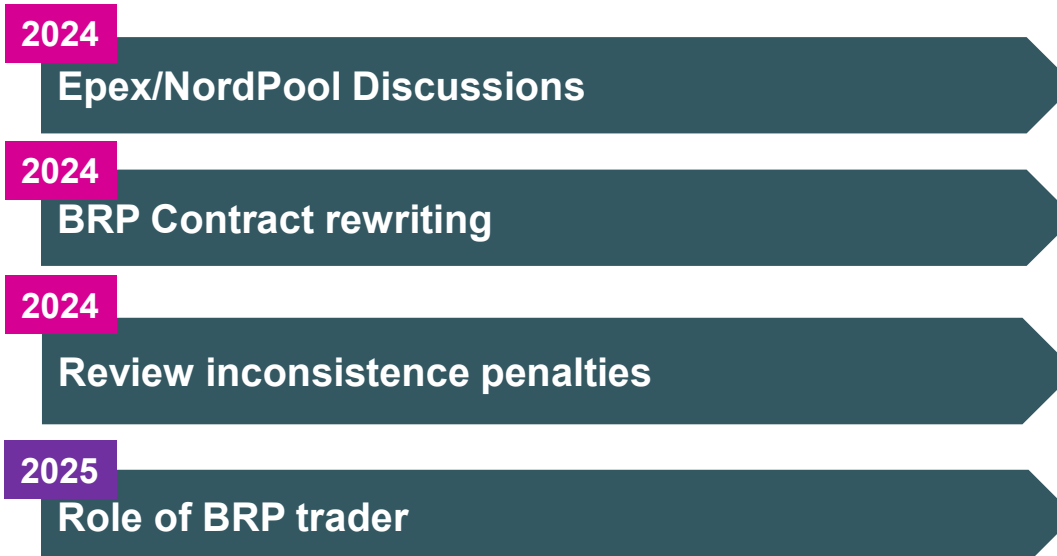 2024
Epex/NordPool Discussions
2024
BRP Contract rewriting
2024
Review inconsistence penalties
2025
Role of BRP trader